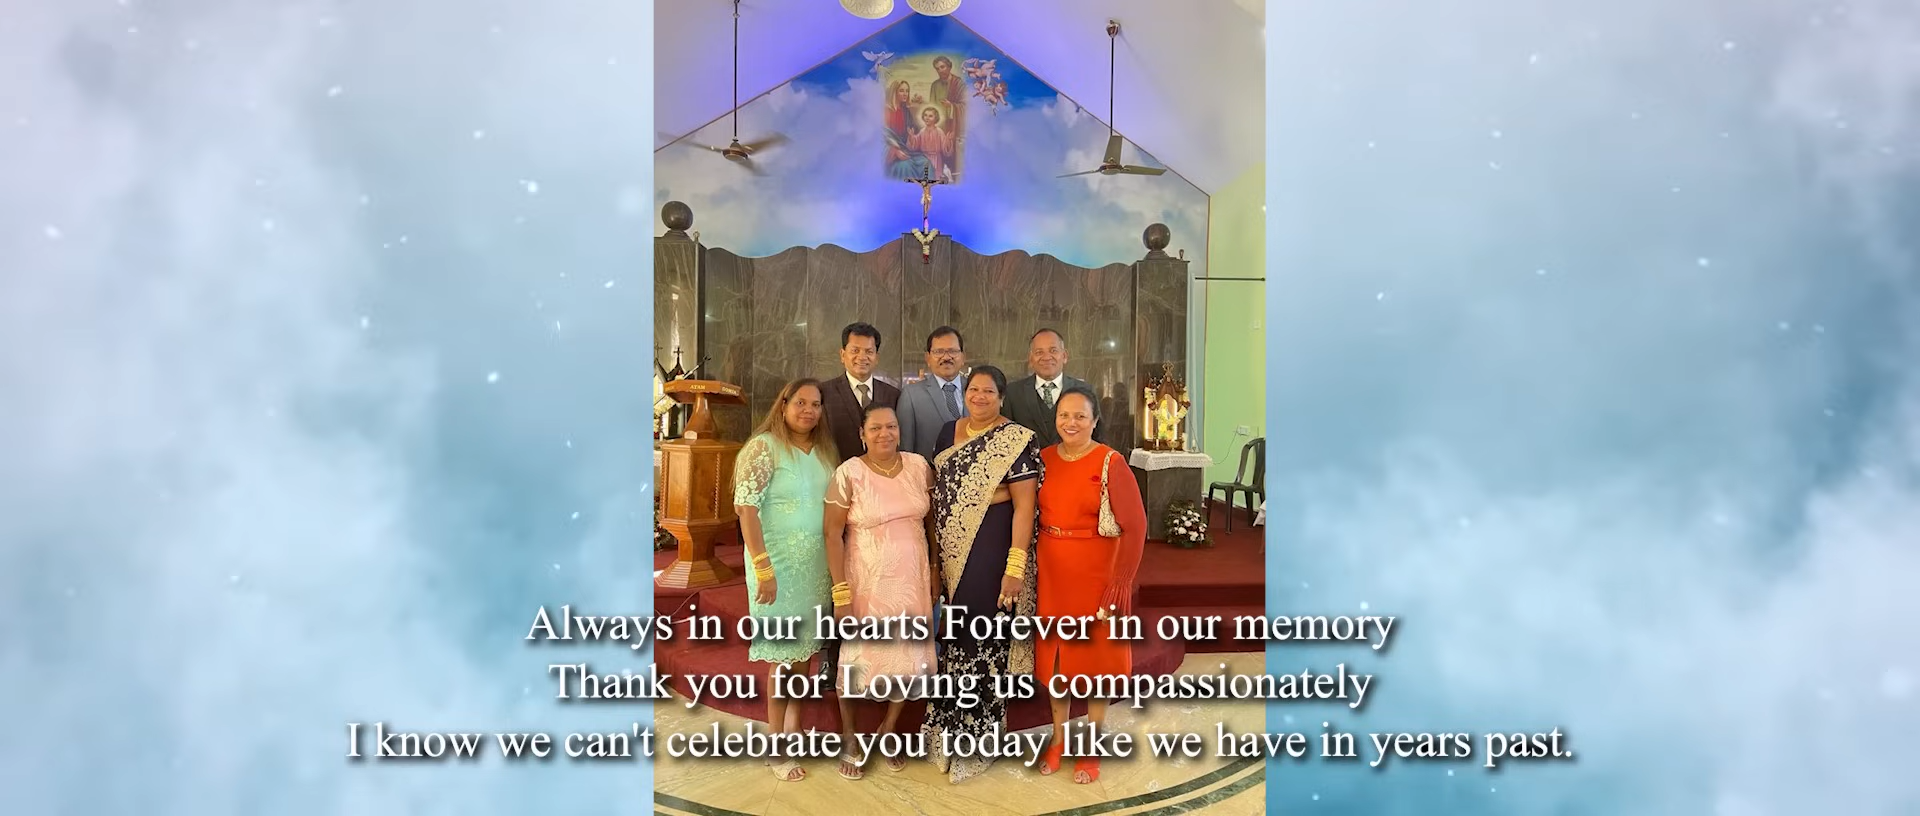 Always in our hearts Forever in our memory
Thank you for Loving us compassionately
I know we can't celebrate you today like we have in years past.